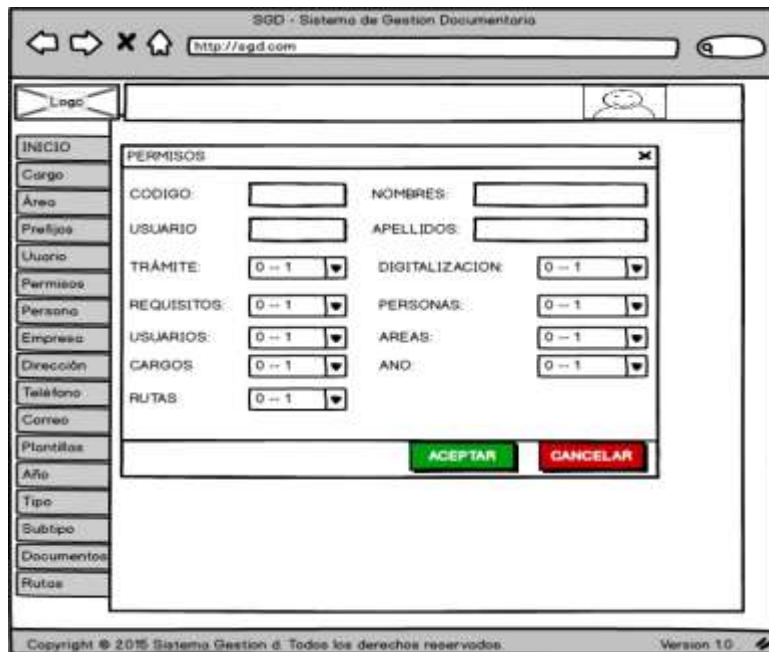 SGD - Sistema de Gestion Documentaria
http://sgd.com
Logo
INICIO
Cargo
Área
Prefijos
Uuario
Permisos
Persona
Empresa
Dirección
Teléfono
Correo
Plantillas
Año
Tipo
Subtipo
Documentos
Rutas
PERMISOS
CODIGO: NOMBRES:
USUARIO APELLIDOS:
TRÁMITE: 0 -- 1 DIGITALIZACION: 0 -- 1
REQUISITOS: 0 -- 1 PERSONAS: 0 -- 1
USUARIOS: 0 -- 1 AREAS: 0 -- 1
CARGOS 0 -- 1 ANO: 0 -- 1
RUTAS 0 -- 1
ACEPTAR CANCELAR
Copyright © 2015 Sistema Gestion d. Todos los derechos reservados. Version 1.0